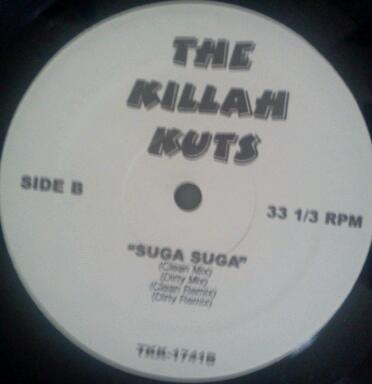 THE
KILLAH
KUTS
SIDE B
33 1/3 RPM
"SUGA SUGA"
(Clean Mix)
(Dirty Mix)
(Clean Remix)
(Dirty Remix)
TKK-1741B